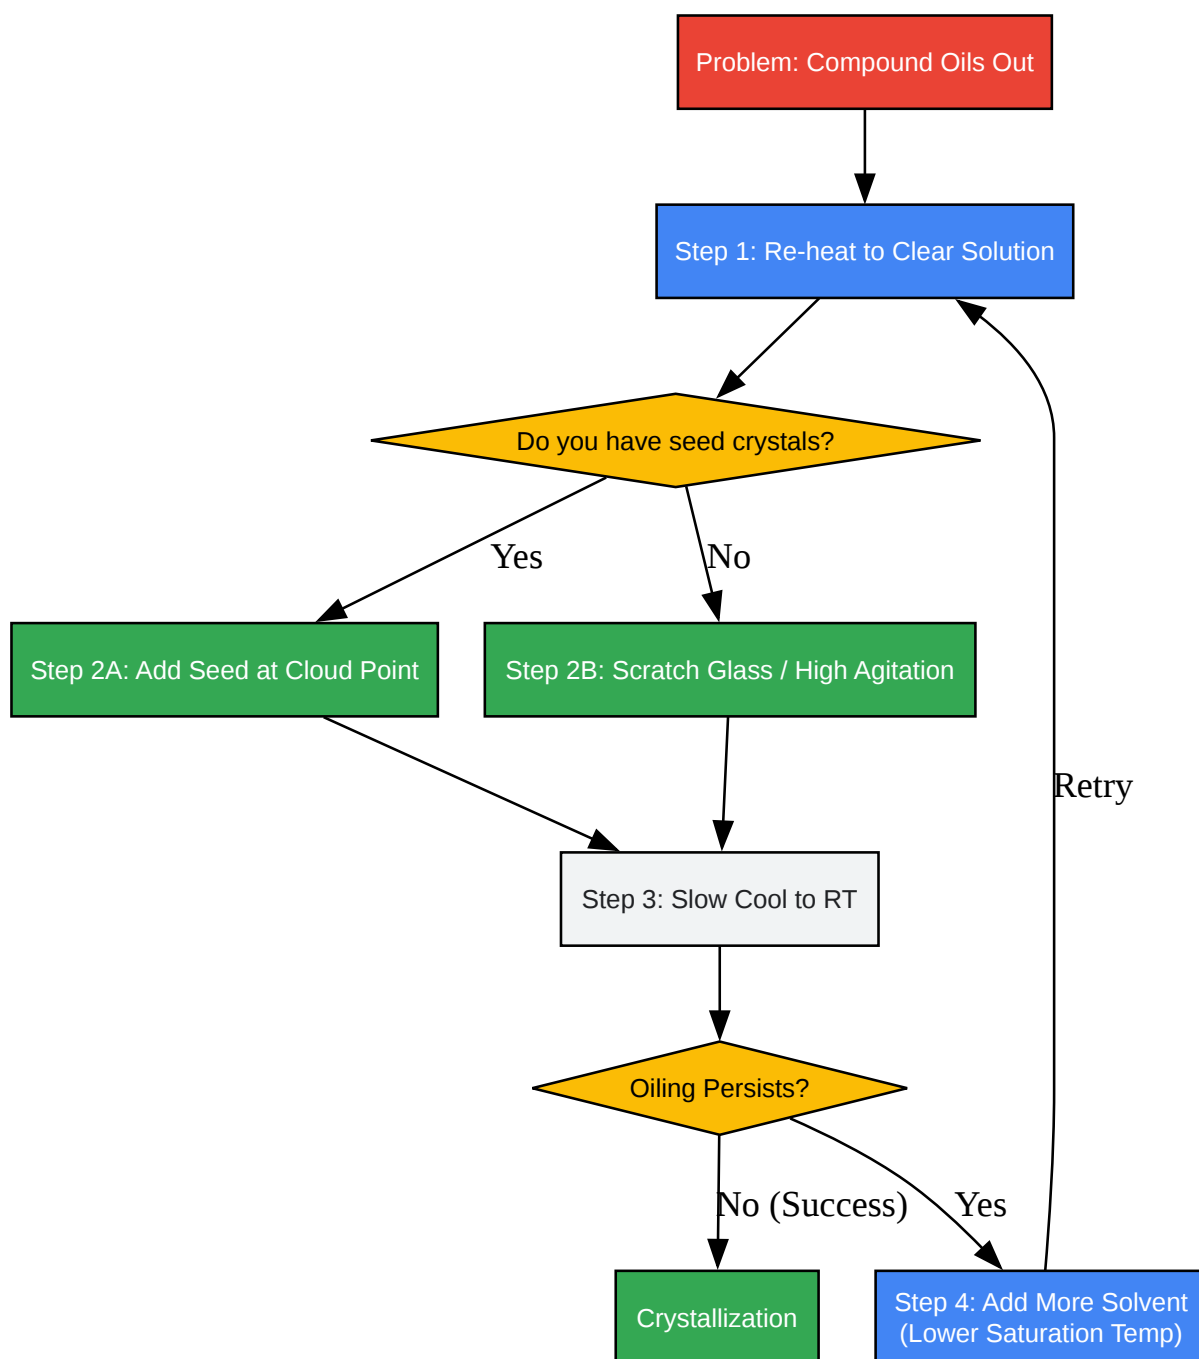 Problem: Compound Oils Out
Step 1: Re-heat to Clear Solution
Do you have seed crystals?
Yes
No
Step 2A: Add Seed at Cloud Point
Step 2B: Scratch Glass / High Agitation
Retry
Step 3: Slow Cool to RT
Oiling Persists?
No (Success)
Yes
Crystallization
Step 4: Add More Solvent
(Lower Saturation Temp)